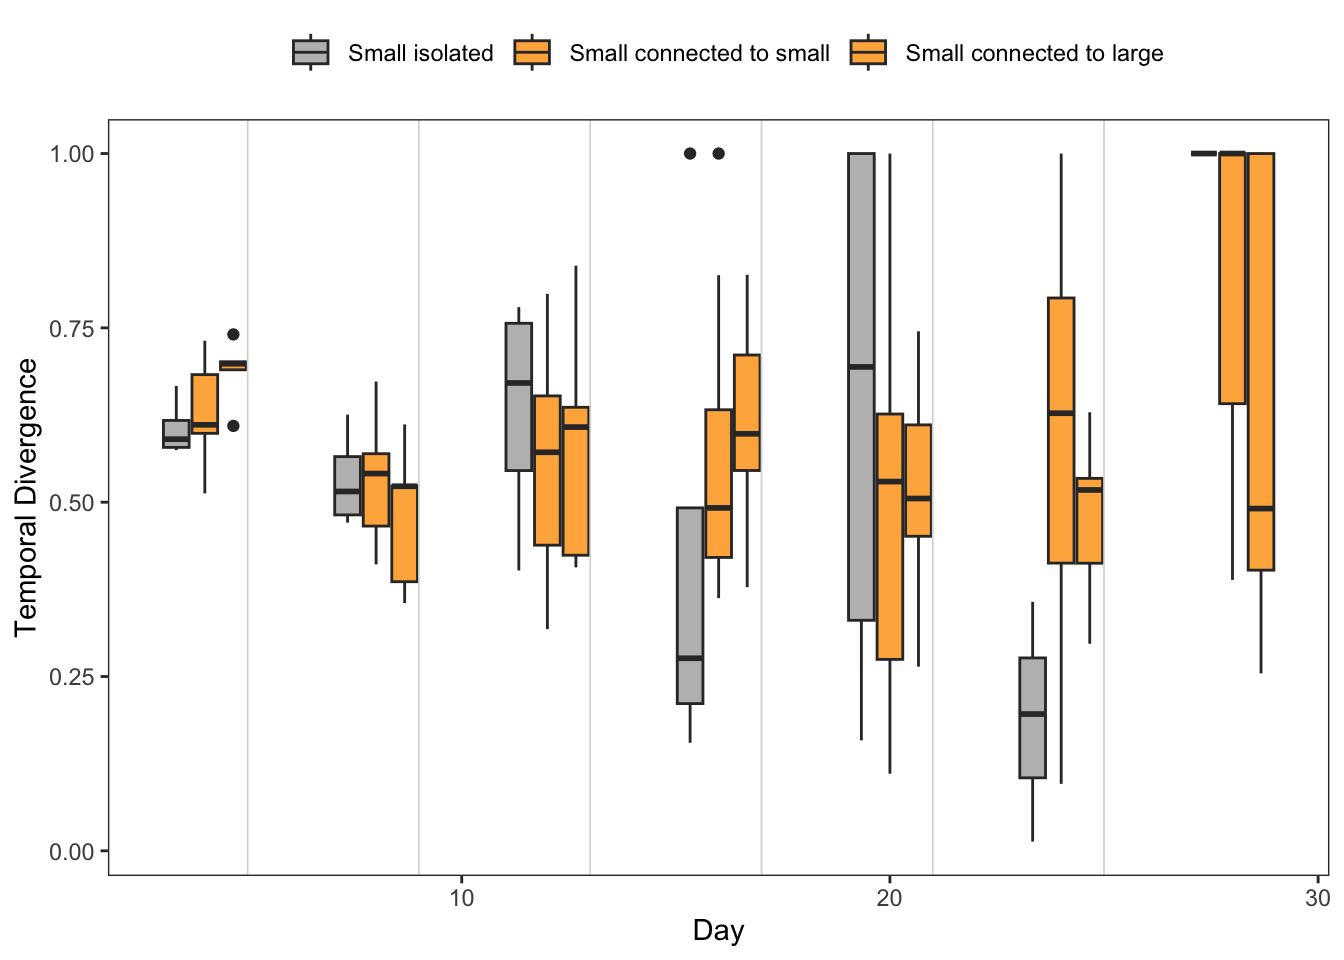 Small isolated Small connected to small Small connected to large
Temporal Divergence
1.00
0.75
0.50
0.25
0.00
10 20 30
Day